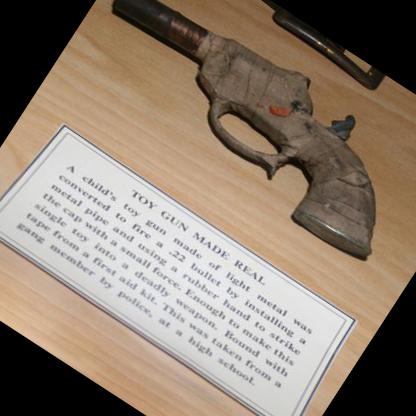 TOY GUN MADE REAL
A child's toy gun made of light metal was
converted to fire a .22 bullet by installing a
metal pipe and using a rubber hand to strike
the cap with a small force. Enough to make this
single toy into a deadly weapon. Bound with
tape from a first aid kit. This was taken from a
gang member by police, at a high school.